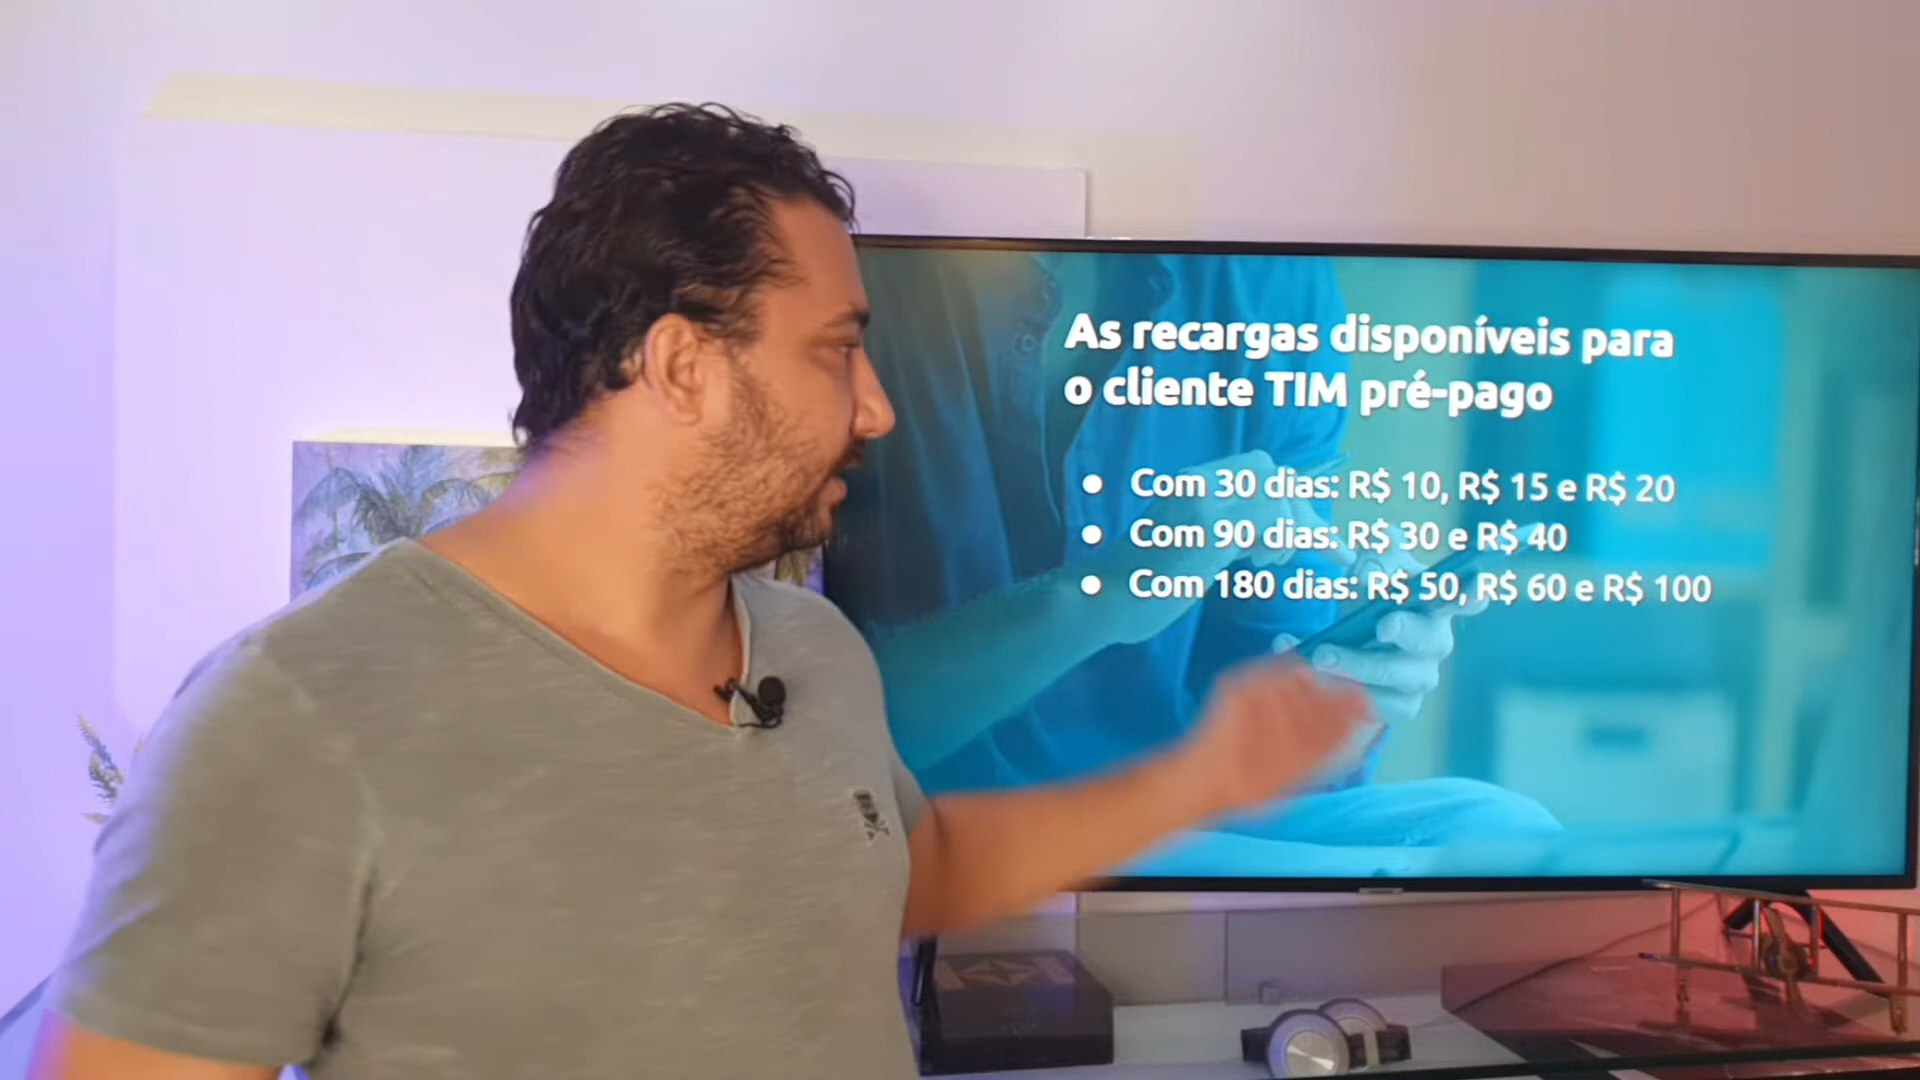 As recargas disponíveis para
o cliente TIM pré-pago
● Com 30 dias: R$ 10, R$ 15 e R$ 20
● Com 90 dias: R$ 30 e R$ 40
● Com 180 dias: R$ 50, R$ 60 e R$ 100